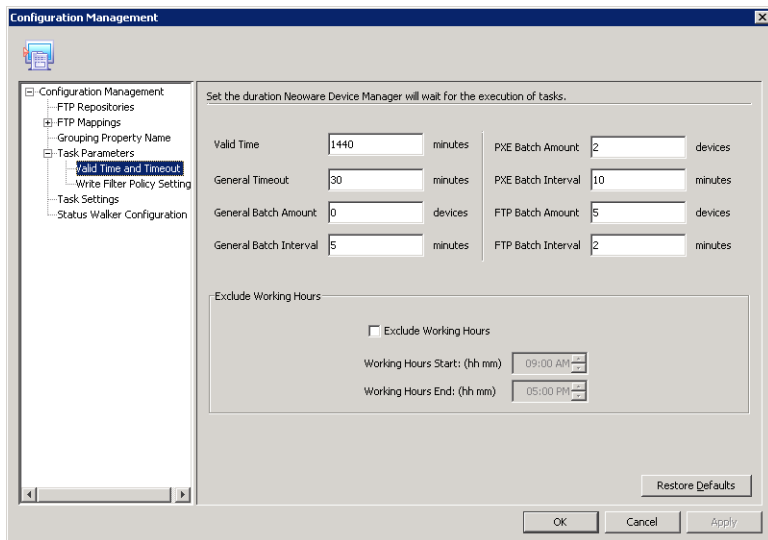 Configuration Management
Configuration Management
FTP Repositories
FTP Mappings
Grouping Property Name
Task Parameters
Valid Time and Timeout
Write Filter Policy Setting
Task Settings
Status Walker Configuration
Set the duration Neoware Device Manager will wait for the execution of tasks.
Valid Time 1440 minutes PXE Batch Amount 2 devices
General Timeout 30 minutes PXE Batch Interval 10 minutes
General Batch Amount 0 devices FTP Batch Amount 5 devices
General Batch Interval 5 minutes FTP Batch Interval 2 minutes
Exclude Working Hours
Exclude Working Hours
Working Hours Start: (hh mm) 09:00 AM
Working Hours End: (hh mm) 05:00 PM
Restore Defaults
OK Cancel Apply